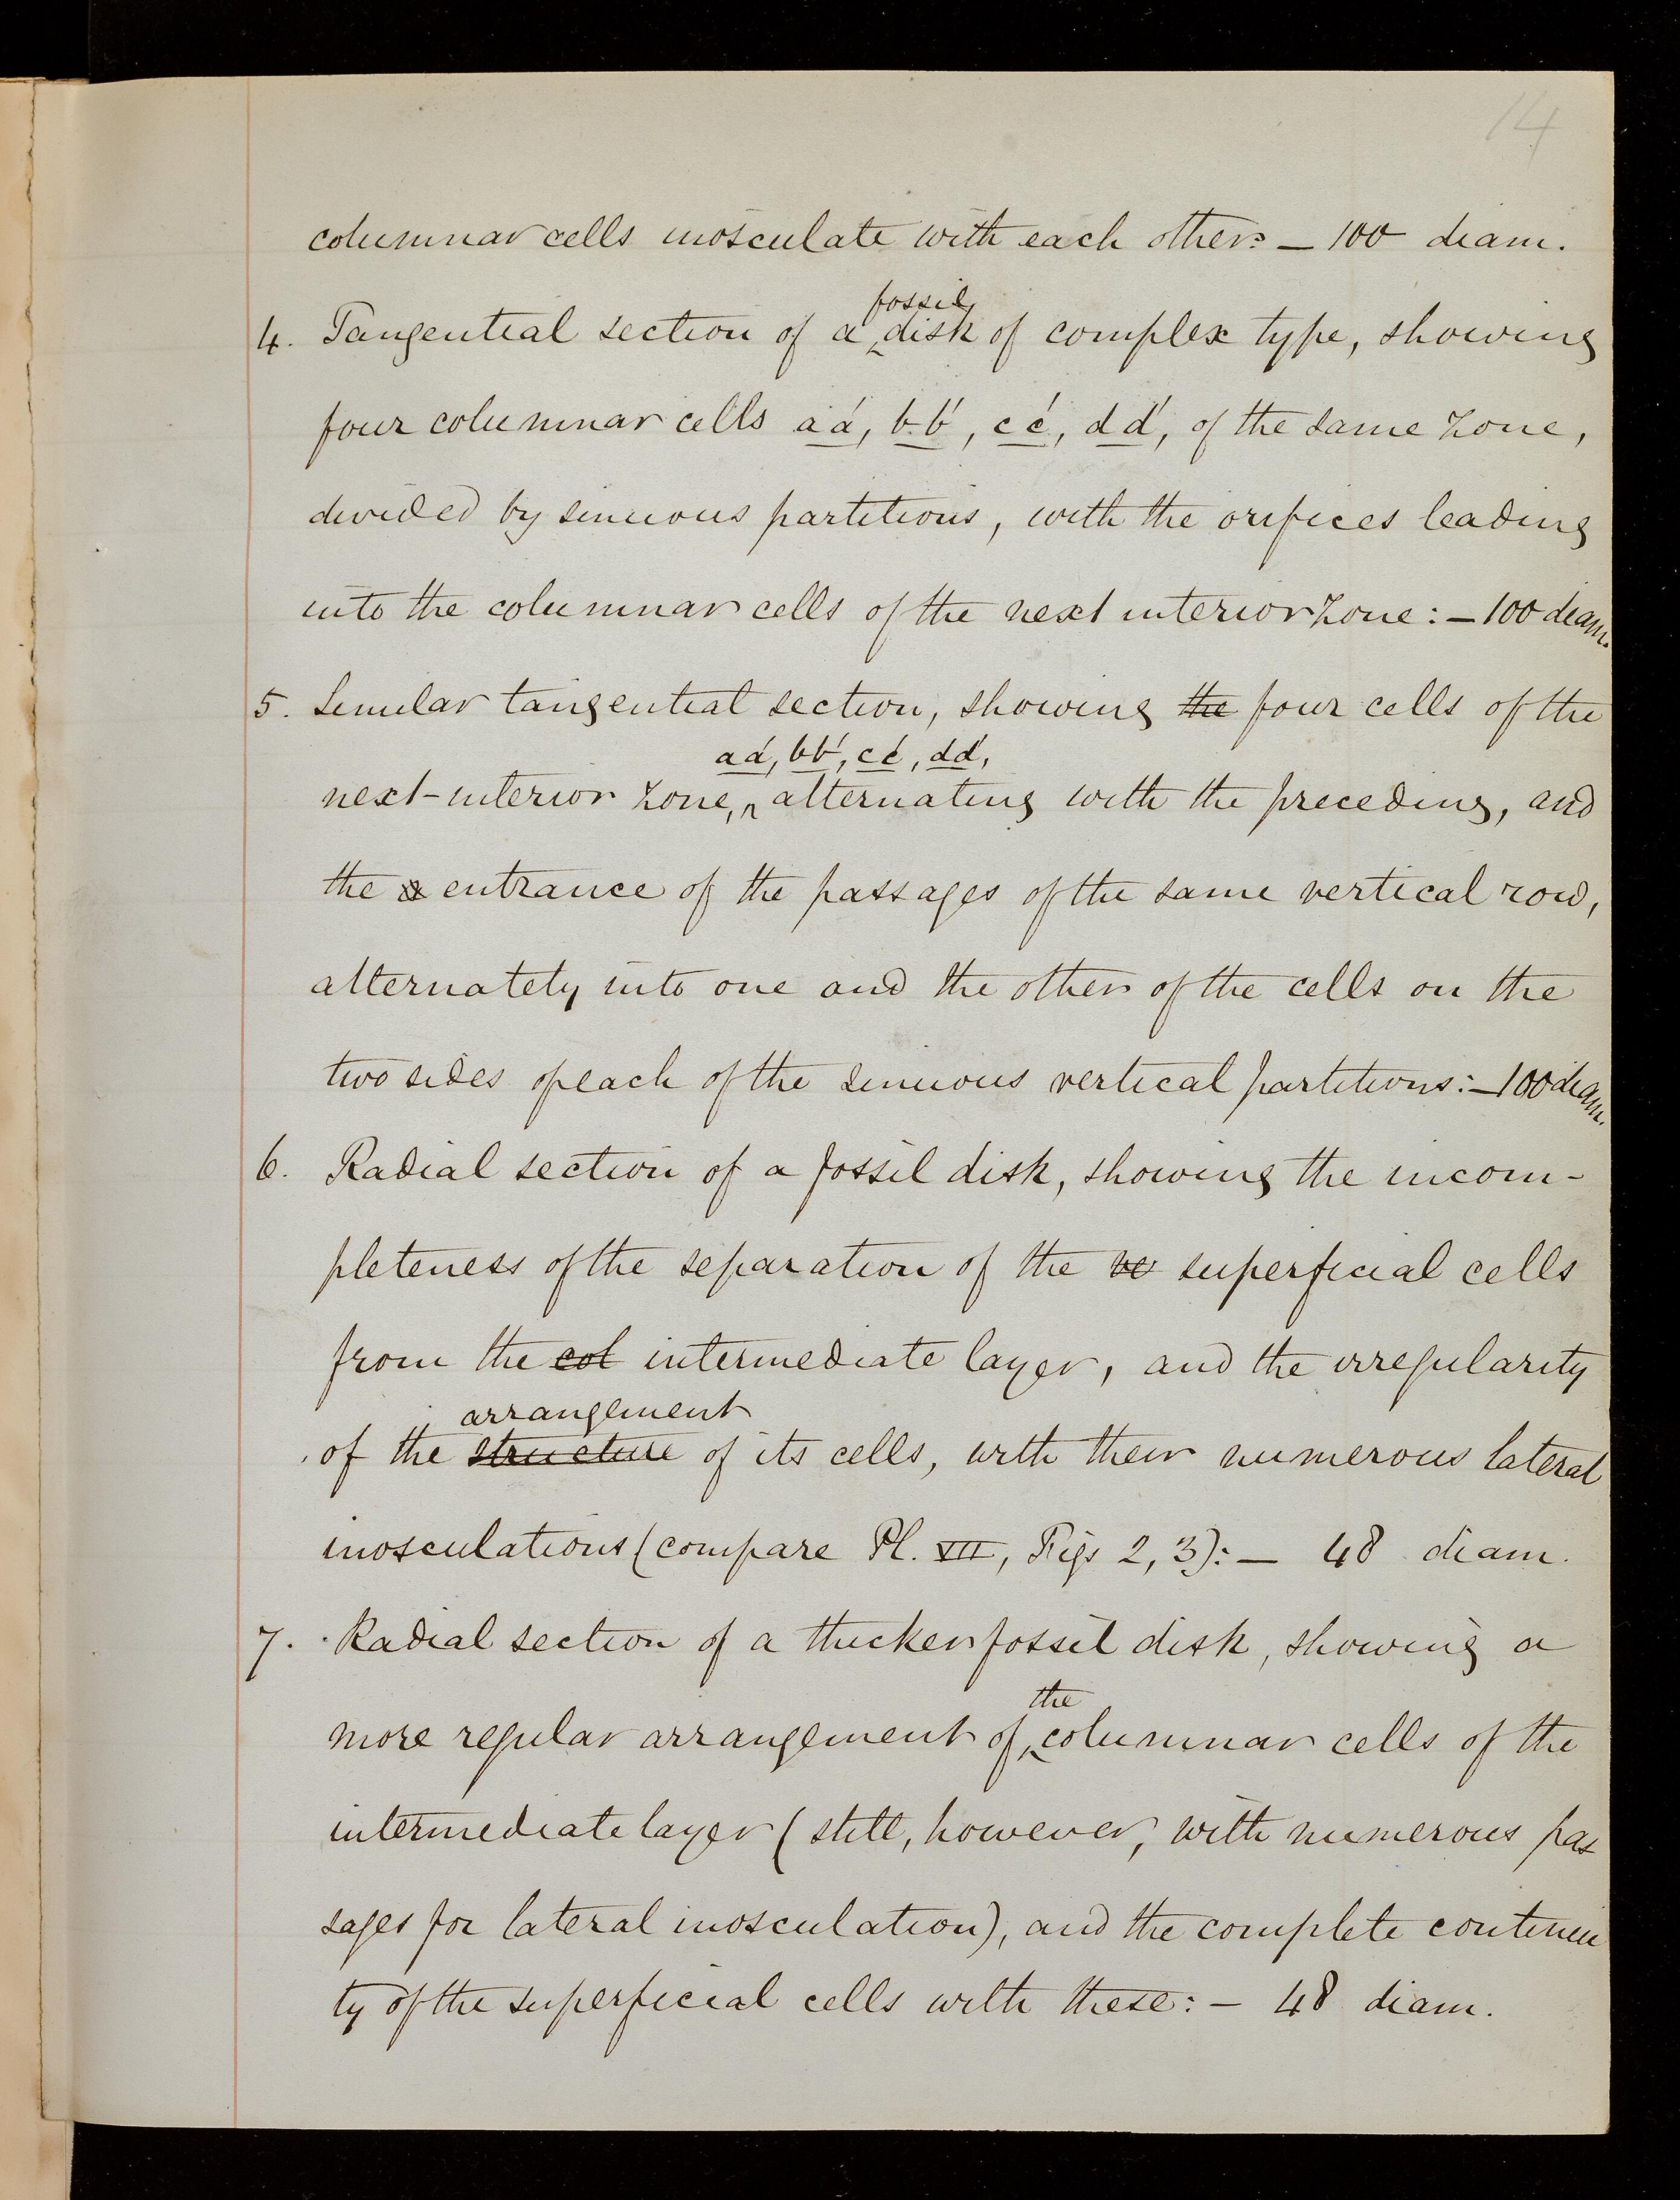 14
columnar cells inosculate with each other: — 100 diam.
fossil
4. Tangential section of a ‸ disk of complex type, showing
four columnar cells a a', b b', c c', d d', of the same zone,
divided by sinuous partitions, with the orifices leading
into the columnar cells of the next interior zone: — 100 diam.
5. Similar tangential section, showing the four cells of the
a a', b b', c c', d d',
next-interior zone, ‸ alternating with the preceding, and
the a entrance of the passages of the same vertical row,
alternately into one and the other of the cells on the
two sides of each of the sinuous vertical partitions: — 100 diam.
6. Radial section of a fossil disk, showing the incom-
pleteness of the separation of the ve superficial cells
from the col intermediate layer, and the irregularity
arrangement
of the structure of its cells, with their numerous lateral
inosculations (compare Pl. VII, Figs 2, 3): — 48 diam.
7. Radial section of a thicker fossil disk, showing a
the
more regular arrangement of ‸ columnar cells of the
intermediate layer (still, however, with numerous pas
sages for lateral inosculation), and the complete continu
ty of the superficial cells with these: — 48 diam.